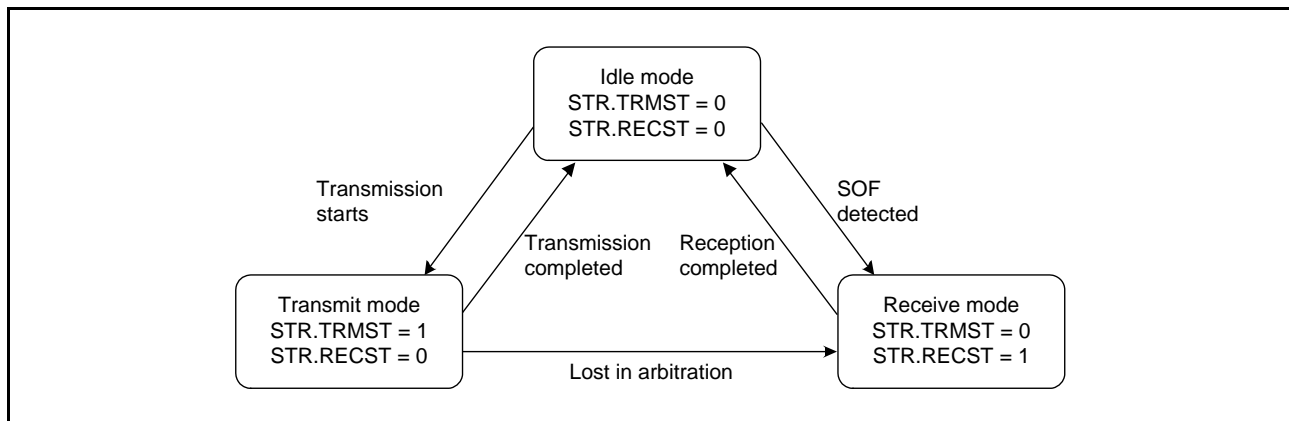 Idle mode
STR.TRMST = 0
STR.RECST = 0
Transmission
starts
SOF
detected
Transmission
completed
Reception
completed
Transmit mode
STR.TRMST = 1
STR.RECST = 0
Receive mode
STR.TRMST = 0
STR.RECST = 1
Lost in arbitration